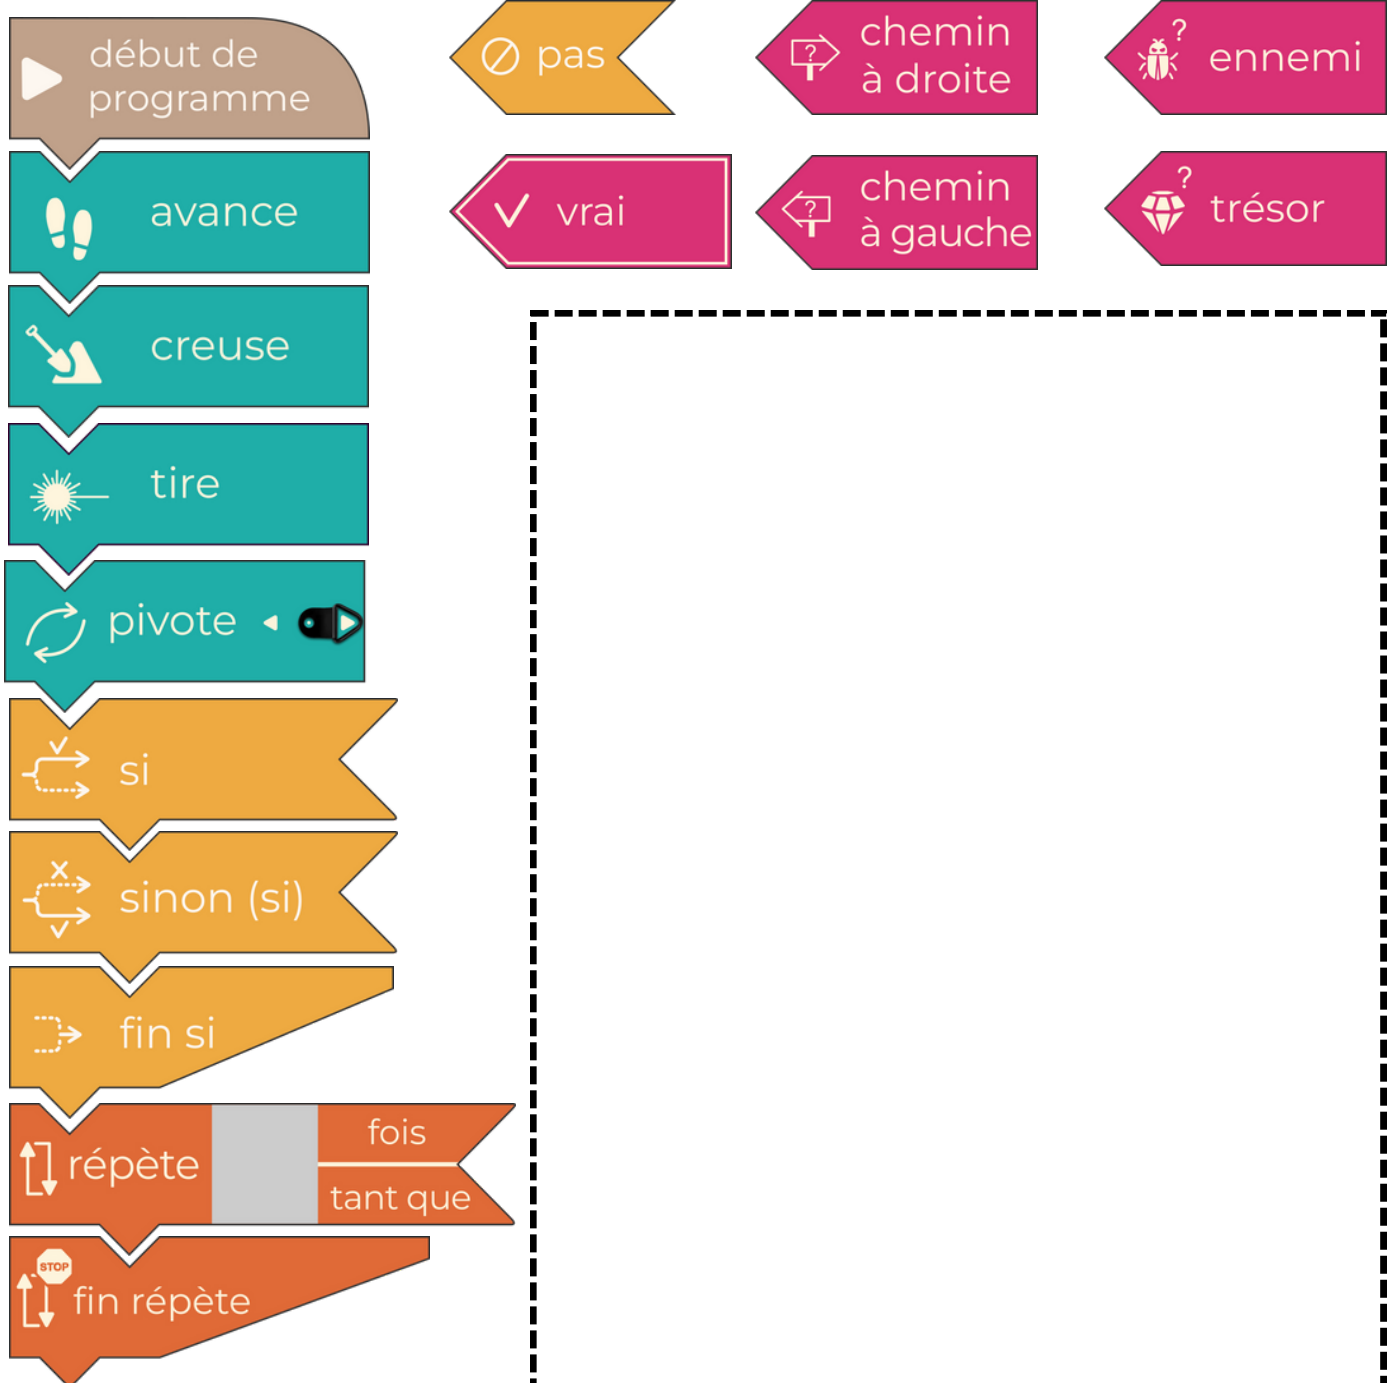 début de
programme
avance
creuse
tire
pivote
si
sinon (si)
fin si
répète
fois
tant que
STOP
fin répète
pas
vrai
chemin
à droite
chemin
à gauche
?
ennemi
?
trésor
?
?